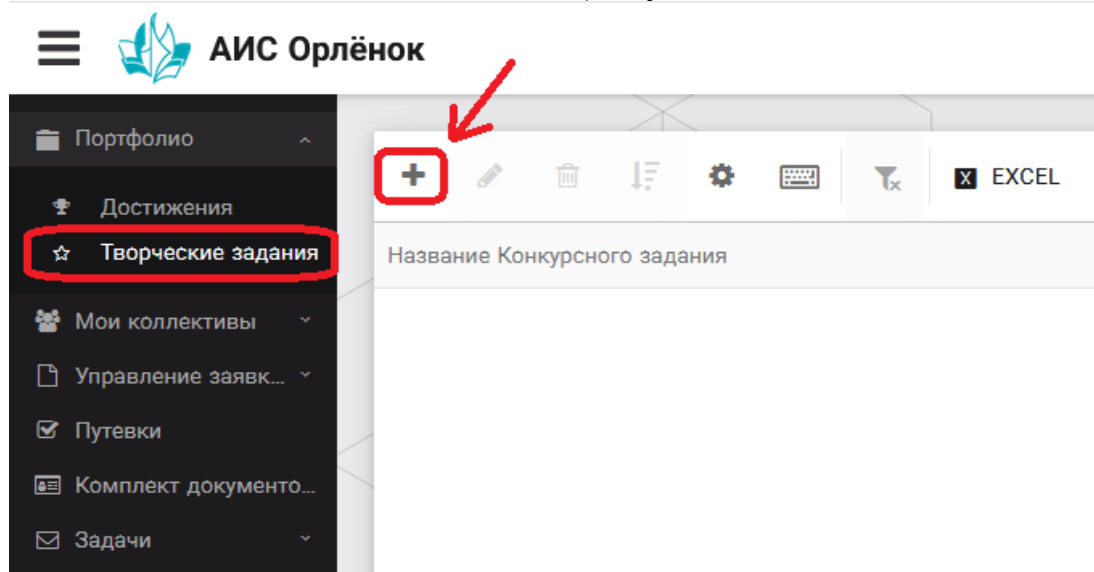 АИС Орлёнок
Портфолио
Достижения
Творческие задания
Мои коллективы
Управление заявк...
Путевки
Комплект документо...
Задачи
X EXCEL
Название Конкурсного задания